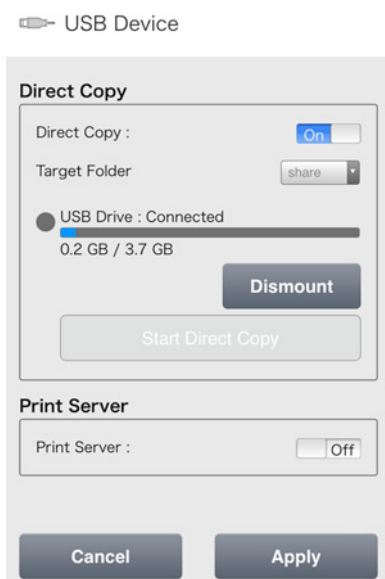 USB Device
Direct Copy
Direct Copy :
On
Target Folder
share
USB Drive : Connected
0.2 GB / 3.7 GB
Dismount
Start Direct Copy
Print Server
Print Server :
Off
Cancel
Apply